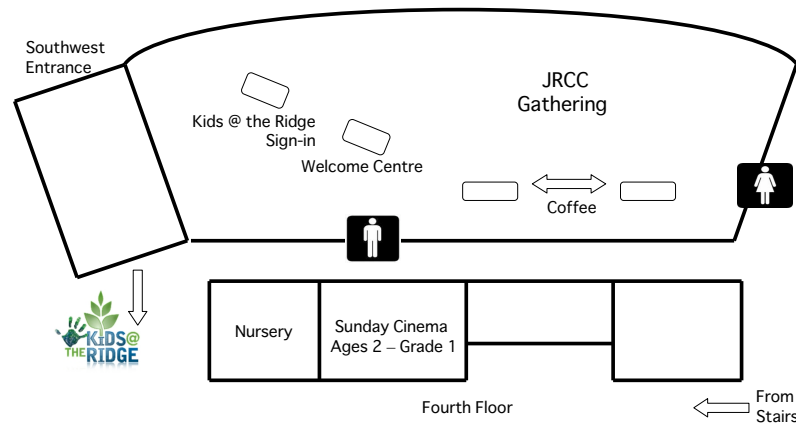 Southwest
Entrance
JRCC
Gathering
Kids @ the Ridge
Sign-in
Welcome Centre
Coffee
KiDS@
THE RIDGE
Nursery
Sunday Cinema
Ages 2 – Grade 1
Fourth Floor
From
Stairs